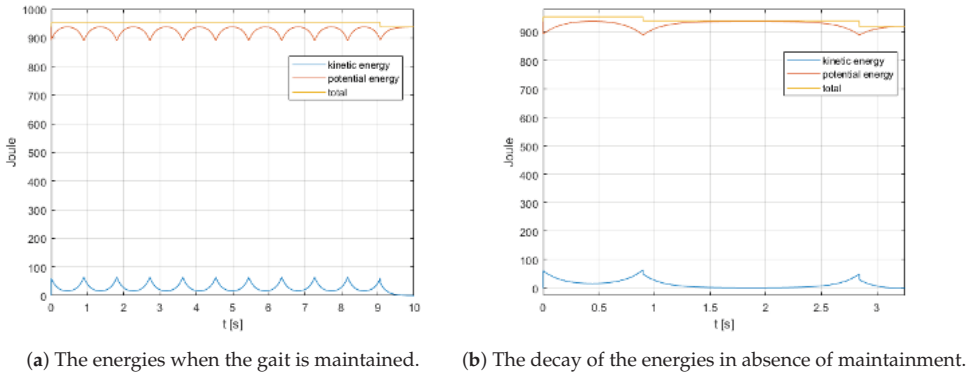 1000
900
800
700
600
500
400
300
200
100
0
Joule
kinetic energy
potential energy
total
0 1 2 3 4 5 6 7 8 9 10
t [s]
900
800
700
600
500
400
300
200
100
0
Joule
kinetic energy
potential energy
total
0 0.5 1 1.5 2 2.5 3
t [s]
(a) The energies when the gait is maintained.
(b) The decay of the energies in absence of maintainment.